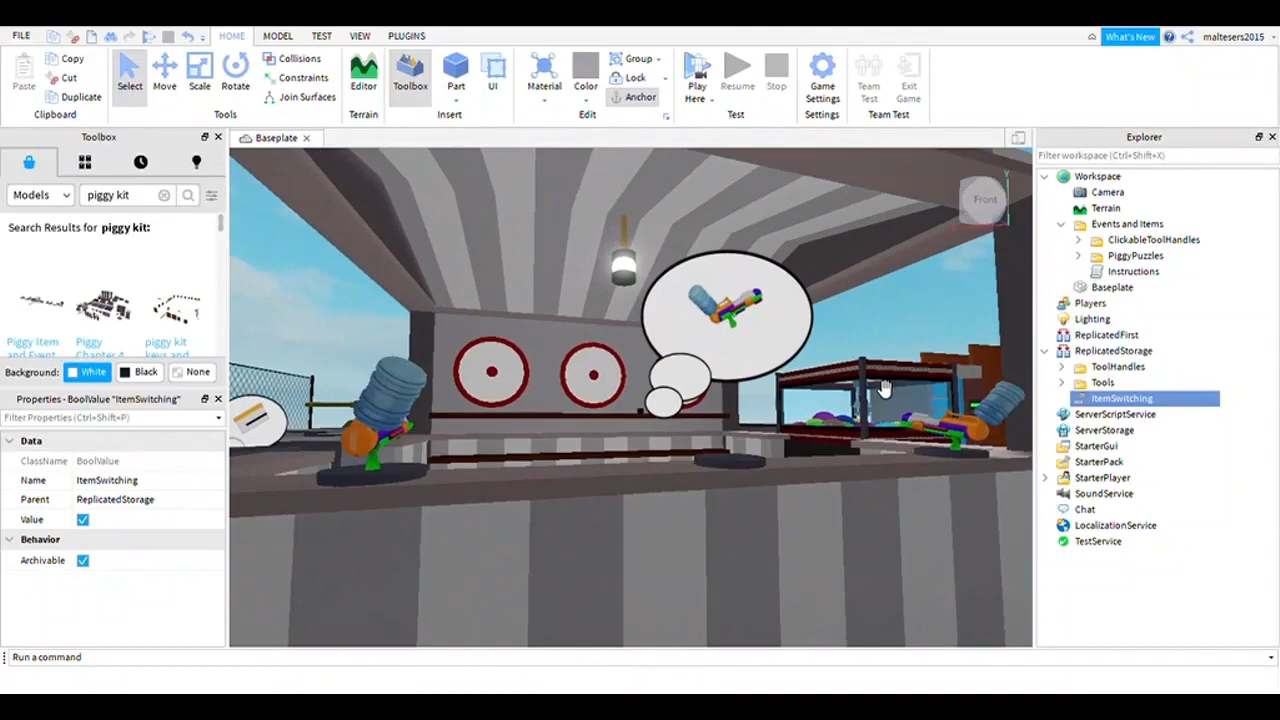 FILE HOME MODEL TEST VIEW PLUGINS What's New maltesers2015
Paste Copy Cut Duplicate Clipboard
Select Move Scale Rotate Collisions Constraints Join Surfaces Tools
Editor Terrain
Toolbox Part UI Insert
Material Color Group Lock Anchor Edit
Play Here Resume Stop Test
Game Settings Settings
Team Test Exit Game Team Test
Toolbox
Models piggy kit
Search Results for piggy kit:
Piggy Item and Event
Piggy Chapter 4
piggy kit keys and
Background: White Black None
Properties - BoolValue "ItemSwitching"
Filter Properties (Ctrl+Shift+P)
Data
ClassName BoolValue
Name ItemSwitching
Parent ReplicatedStorage
Value
Behavior
Archivable
Baseplate
Front
Y
Explorer
Filter workspace (Ctrl+Shift+X)
Workspace
Camera
Terrain
Events and Items
ClickableToolHandles
PiggyPuzzles
Instructions
Baseplate
Players
Lighting
ReplicatedFirst
ReplicatedStorage
ToolHandles
Tools
ItemSwitching
ServerScriptService
ServerStorage
StarterGui
StarterPack
StarterPlayer
SoundService
Chat
LocalizationService
TestService
Run a command